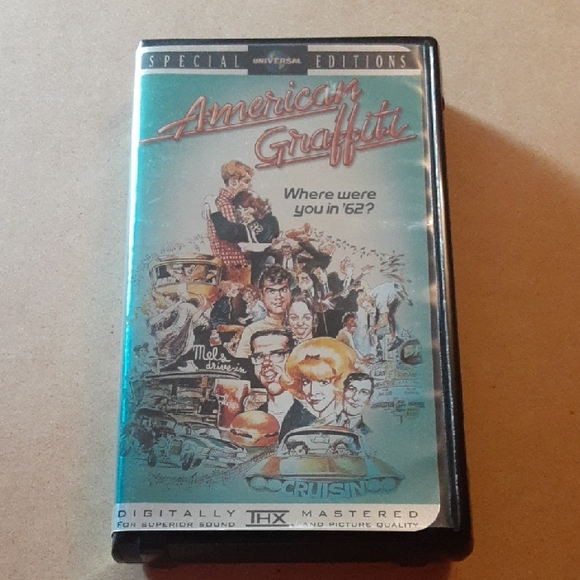 SPECIAL UNIVERSAL EDITIONS
American
Graffiti
Where were
you in '62?
Mel's
drive-in
CRUISIN
DIGITALLY THX MASTERED
FOR SUPERIOR SOUND AND PICTURE QUALITY